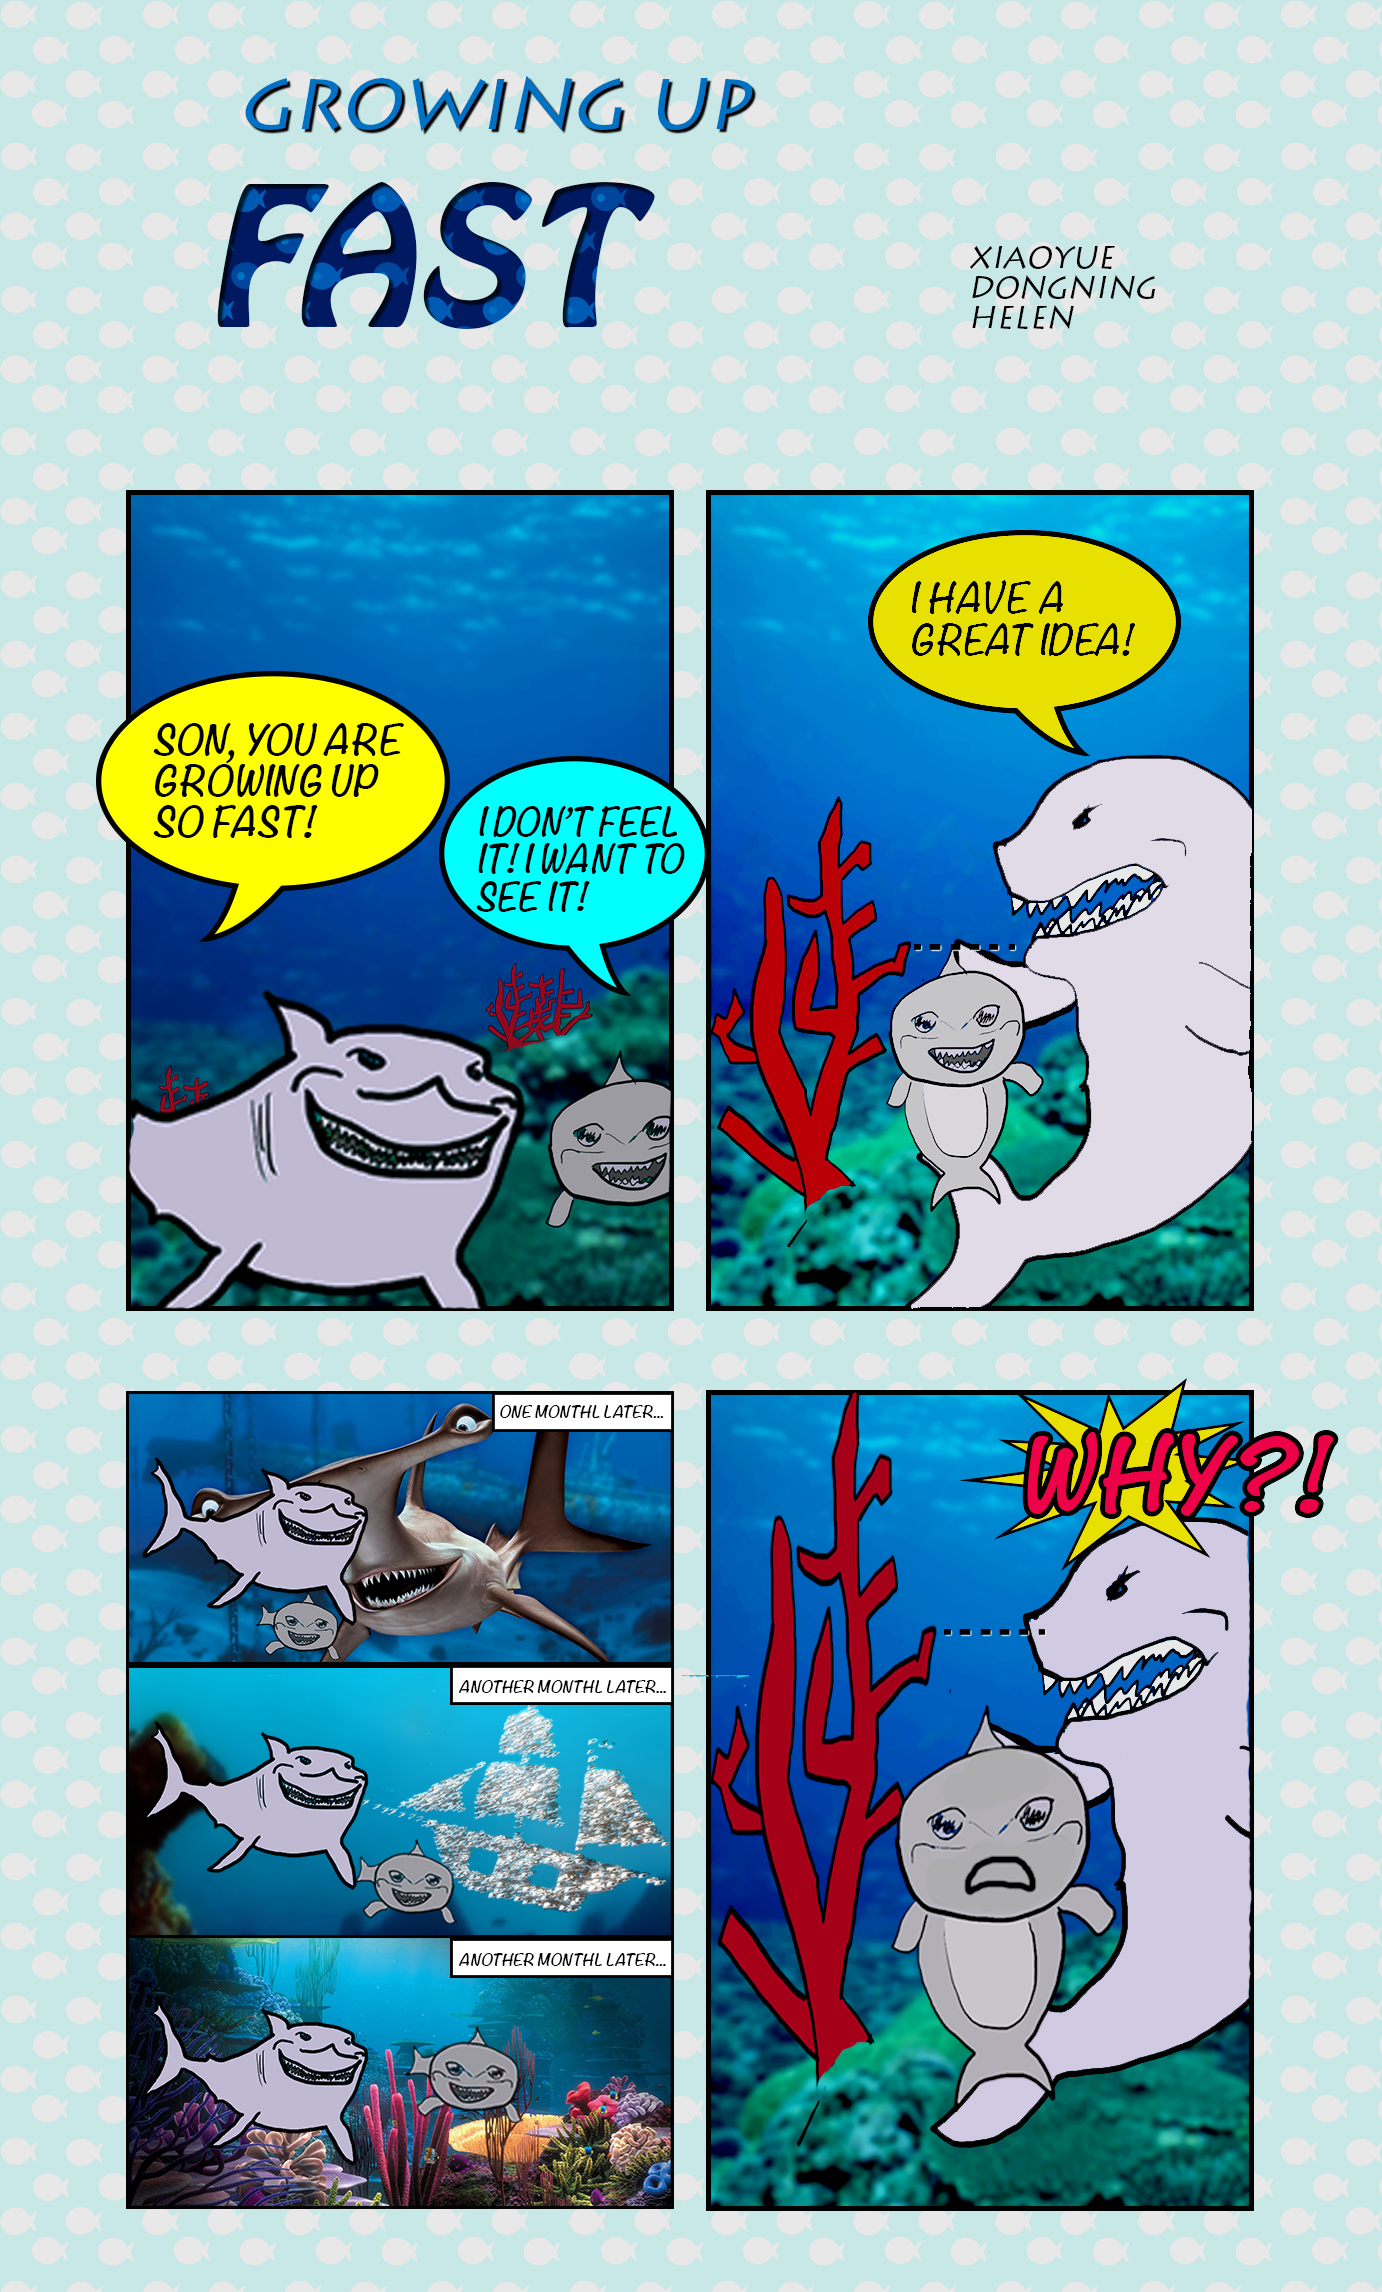 GROWING UP
FAST
XIAOYUE
DONGNING
HELEN
SON, YOU ARE
GROWING UP
SO FAST!
I DON'T FEEL
IT! I WANT TO
SEE IT!
I HAVE A
GREAT IDEA!
ONE MONTHL LATER...
ANOTHER MONTHL LATER...
ANOTHER MONTHL LATER...
WHY?!